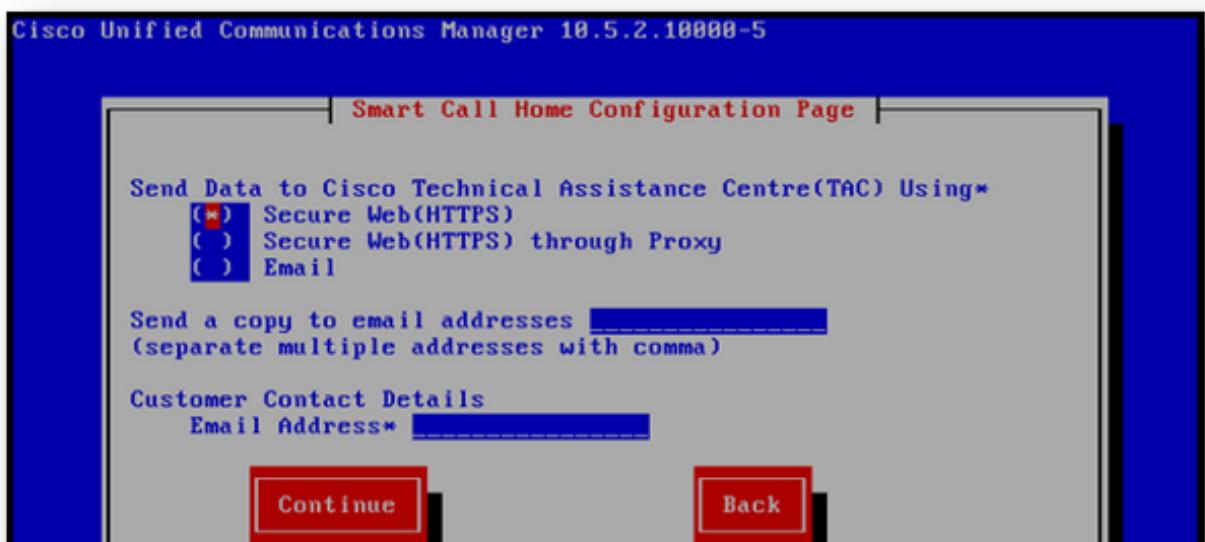 Cisco Unified Communications Manager 10.5.2.10000-5
Smart Call Home Configuration Page
Send Data to Cisco Technical Assistance Centre(TAC) Using*
(*) Secure Web(HTTPS)
( ) Secure Web(HTTPS) through Proxy
( ) Email
Send a copy to email addresses ________________
(separate multiple addresses with comma)
Customer Contact Details
Email Address* ________________
Continue Back